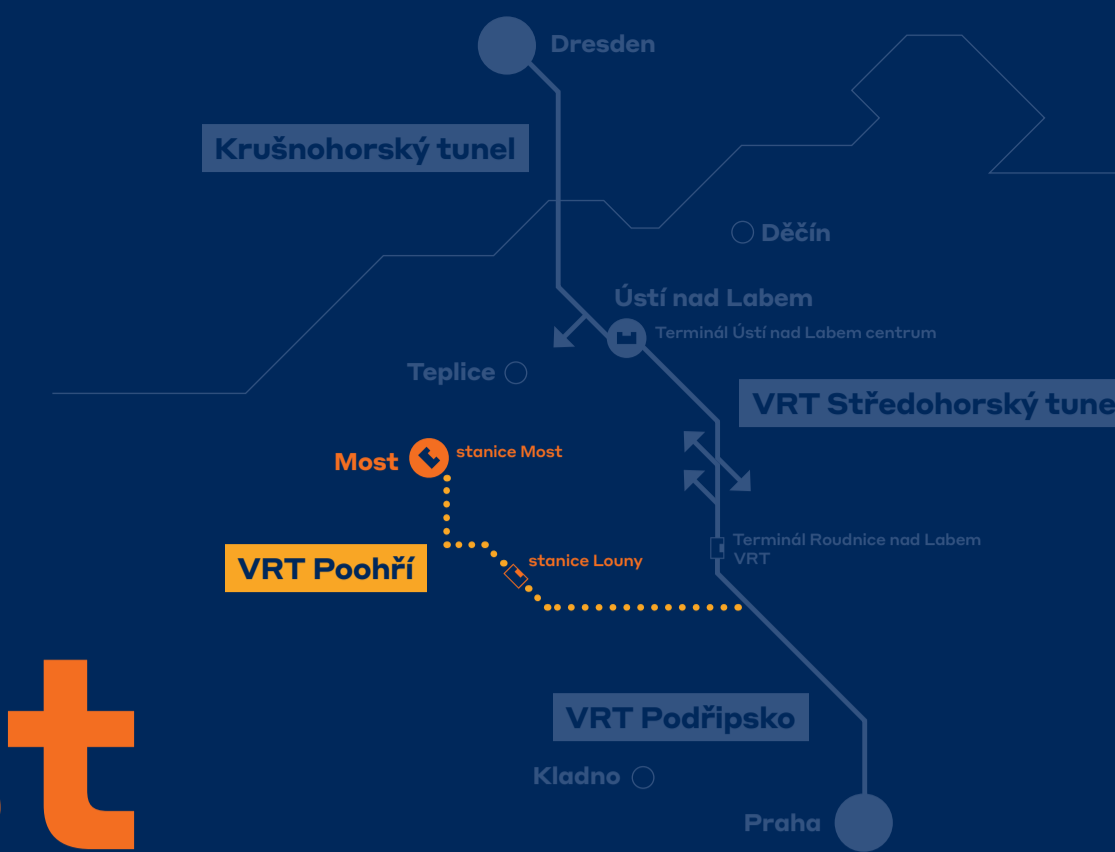 Dresden
Krušnohorský tunel
Děčín
Ústí nad Labem
Terminál Ústí nad Labem centrum
Teplice
VRT Středohorský tune
Most
stanice Most
Terminál Roudnice nad Labem
VRT
stanice Louny
VRT Poohří
t
VRT Podřipsko
Kladno
Praha